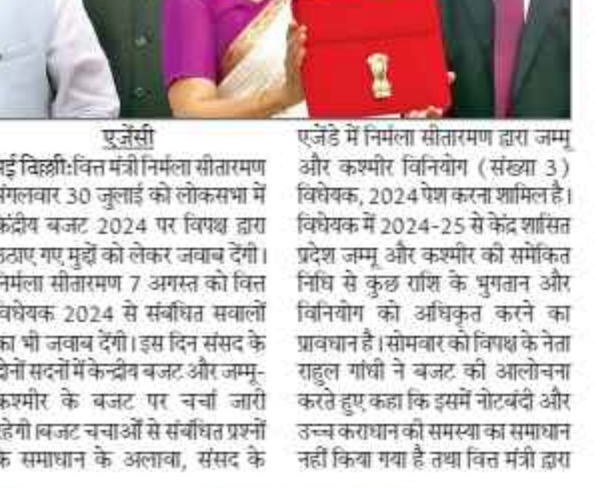 एजेंसी
नई दिल्ली:वित्त मंत्री निर्मला सीतारमण
मंगलवार 30 जुलाई को लोकसभा में
केंद्रीय बजट 2024 पर विपक्ष द्वारा
उठाए गए मुद्दों को लेकर जवाब देंगी।
निर्मला सीतारमण 7 अगस्त को वित्त
विधेयक 2024 से संबंधित सवालों
का भी जवाब देंगी। इस दिन संसद के
दोनों सदनों में केन्द्रीय बजट और जम्मू-
कश्मीर के बजट पर चर्चा जारी
रहेगी।बजट चर्चाओं से संबंधित प्रश्नों
के समाधान के अलावा, संसद के
एजेंडे में निर्मला सीतारमण द्वारा जम्मू
और कश्मीर विनियोग (संख्या 3)
विधेयक, 2024 पेश करना शामिल है।
विधेयक में 2024-25 से केंद्र शासित
प्रदेश जम्मू और कश्मीर की समेकित
निधि से कुछ राशि के भुगतान और
विनियोग को अधिकृत करने का
प्रावधान है। सोमवार को विपक्ष के नेता
राहुल गांधी ने बजट की आलोचना
करते हुए कहा कि इसमें नोटबंदी और
उच्च कराधान की समस्या का समाधान
नहीं किया गया है तथा वित्त मंत्री द्वारा